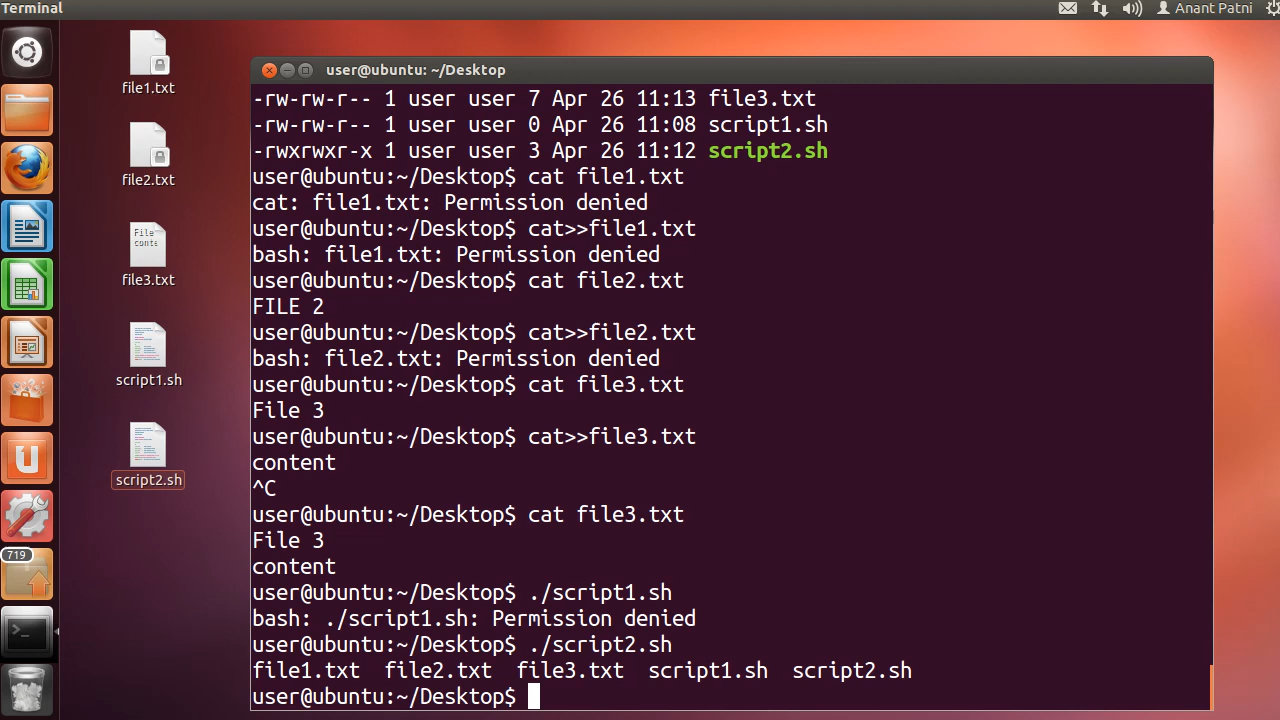 Terminal
Anant Patni
file1.txt
file2.txt
File
conte
file3.txt
script1.sh
script2.sh
719
user@ubuntu: ~/Desktop
-rw-rw-r-- 1 user user 7 Apr 26 11:13 file3.txt
-rw-rw-r-- 1 user user 0 Apr 26 11:08 script1.sh
-rwxrwxr-x 1 user user 3 Apr 26 11:12 script2.sh
user@ubuntu:~/Desktop$ cat file1.txt
cat: file1.txt: Permission denied
user@ubuntu:~/Desktop$ cat>>file1.txt
bash: file1.txt: Permission denied
user@ubuntu:~/Desktop$ cat file2.txt
FILE 2
user@ubuntu:~/Desktop$ cat>>file2.txt
bash: file2.txt: Permission denied
user@ubuntu:~/Desktop$ cat file3.txt
File 3
user@ubuntu:~/Desktop$ cat>>file3.txt
content
^C
user@ubuntu:~/Desktop$ cat file3.txt
File 3
content
user@ubuntu:~/Desktop$ ./script1.sh
bash: ./script1.sh: Permission denied
user@ubuntu:~/Desktop$ ./script2.sh
file1.txt  file2.txt  file3.txt  script1.sh  script2.sh
user@ubuntu:~/Desktop$